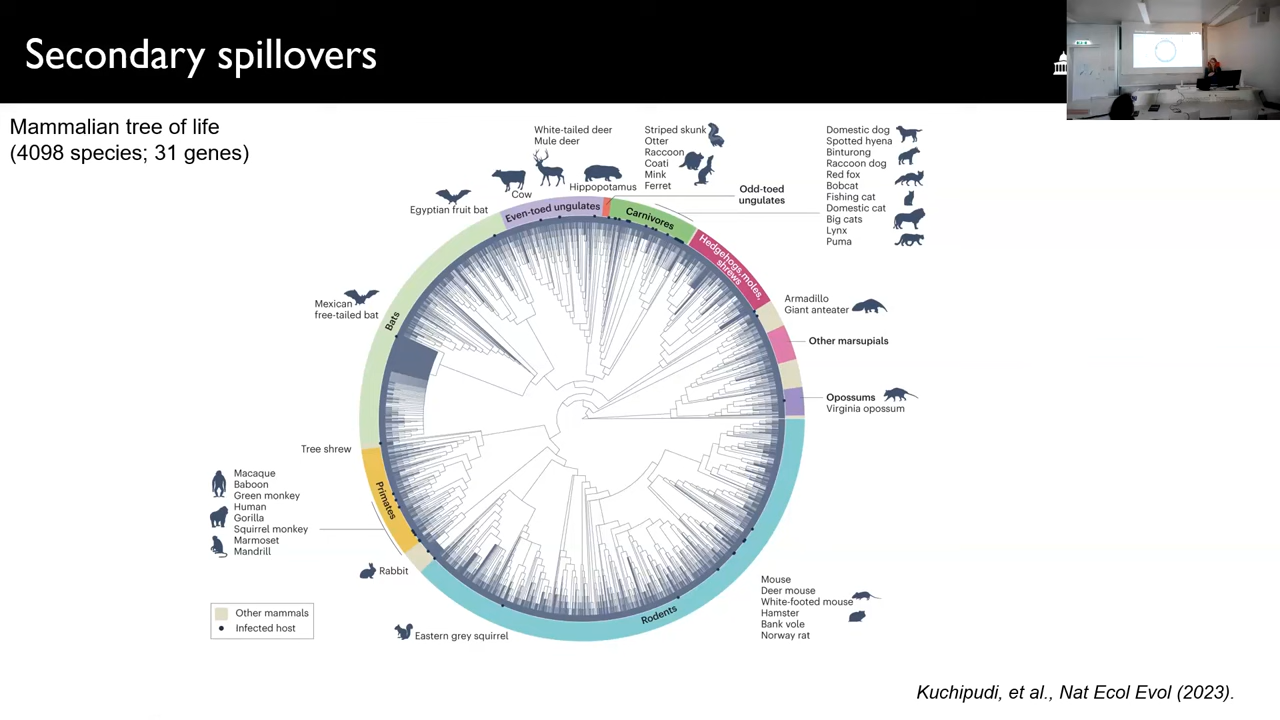 Secondary spillovers
Mammalian tree of life
(4098 species; 31 genes)
White-tailed deer
Mule deer
Striped skunk
Otter
Raccoon
Coati
Mink
Ferret
Domestic dog
Spotted hyena
Binturong
Raccoon dog
Red fox
Bobcat
Fishing cat
Domestic cat
Big cats
Lynx
Puma
Cow
Hippopotamus
Egyptian fruit bat
Odd-toed
ungulates
Even-toed ungulates
Carnivores
Hedgehogs, moles,
shrews
Mexican
free-tailed bat
Bats
Armadillo
Giant anteater
Other marsupials
Opossums
Virginia opossum
Tree shrew
Macaque
Baboon
Green monkey
Human
Gorilla
Squirrel monkey
Marmoset
Mandrill
Primates
Rabbit
Mouse
Deer mouse
White-footed mouse
Hamster
Bank vole
Norway rat
Rodents
Other mammals
Infected host
Eastern grey squirrel
Kuchipudi, et al., Nat Ecol Evol (2023).